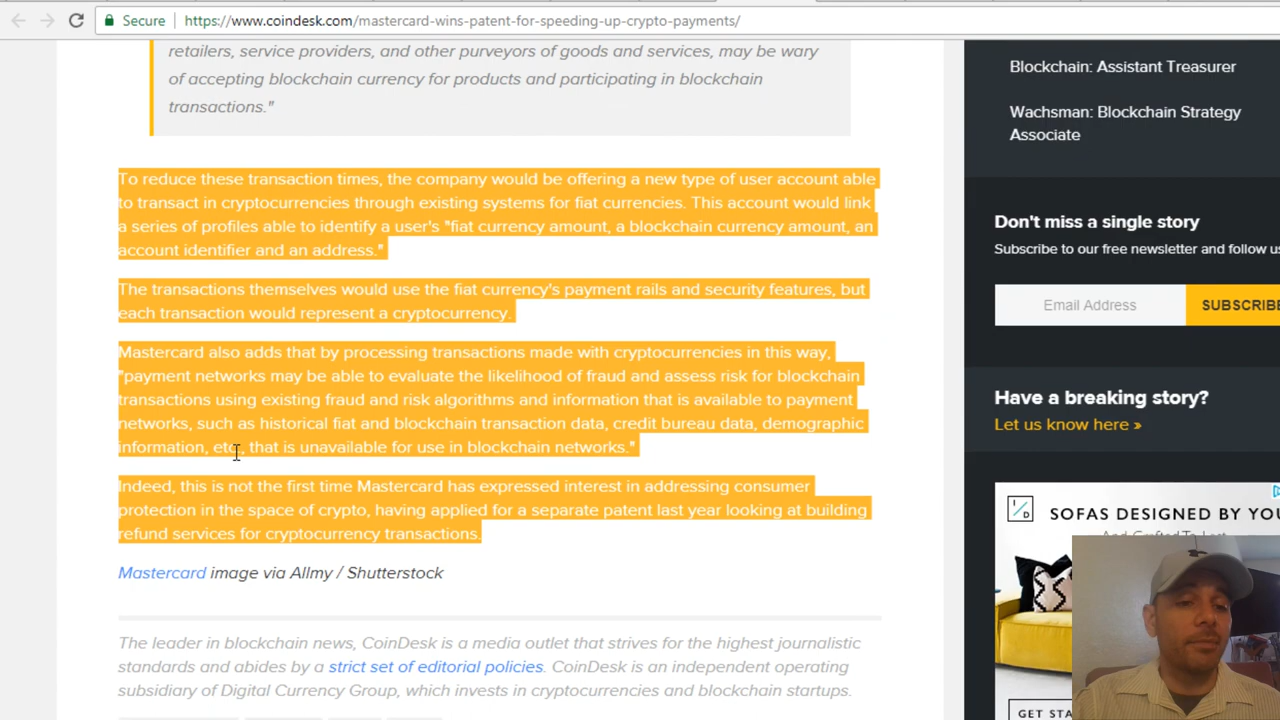 Secure
https://www.coindesk.com/mastercard-wins-patent-for-speeding-up-crypto-payments/
retailers, service providers, and other purveyors of goods and services, may be wary
of accepting blockchain currency for products and participating in blockchain
transactions."
To reduce these transaction times, the company would be offering a new type of user account able
to transact in cryptocurrencies through existing systems for fiat currencies. This account would link
a series of profiles able to identify a user's "fiat currency amount, a blockchain currency amount, an
account identifier and an address."
The transactions themselves would use the fiat currency's payment rails and security features, but
each transaction would represent a cryptocurrency.
Mastercard also adds that by processing transactions made with cryptocurrencies in this way,
"payment networks may be able to evaluate the likelihood of fraud and assess risk for blockchain
transactions using existing fraud and risk algorithms and information that is available to payment
networks, such as historical fiat and blockchain transaction data, credit bureau data, demographic
information, etc, that is unavailable for use in blockchain networks."
Indeed, this is not the first time Mastercard has expressed interest in addressing consumer
protection in the space of crypto, having applied for a separate patent last year looking at building
refund services for cryptocurrency transactions.
Mastercard image via Allmy / Shutterstock
The leader in blockchain news, CoinDesk is a media outlet that strives for the highest journalistic
standards and abides by a strict set of editorial policies. CoinDesk is an independent operating
subsidiary of Digital Currency Group, which invests in cryptocurrencies and blockchain startups.
Blockchain: Assistant Treasurer
Wachsman: Blockchain Strategy
Associate
Don't miss a single story
Subscribe to our free newsletter and follow us
Email Address
SUBSCRIBE
Have a breaking story?
Let us know here »
I/D
SOFAS DESIGNED BY YOU
And Crafted To Last
GET STA